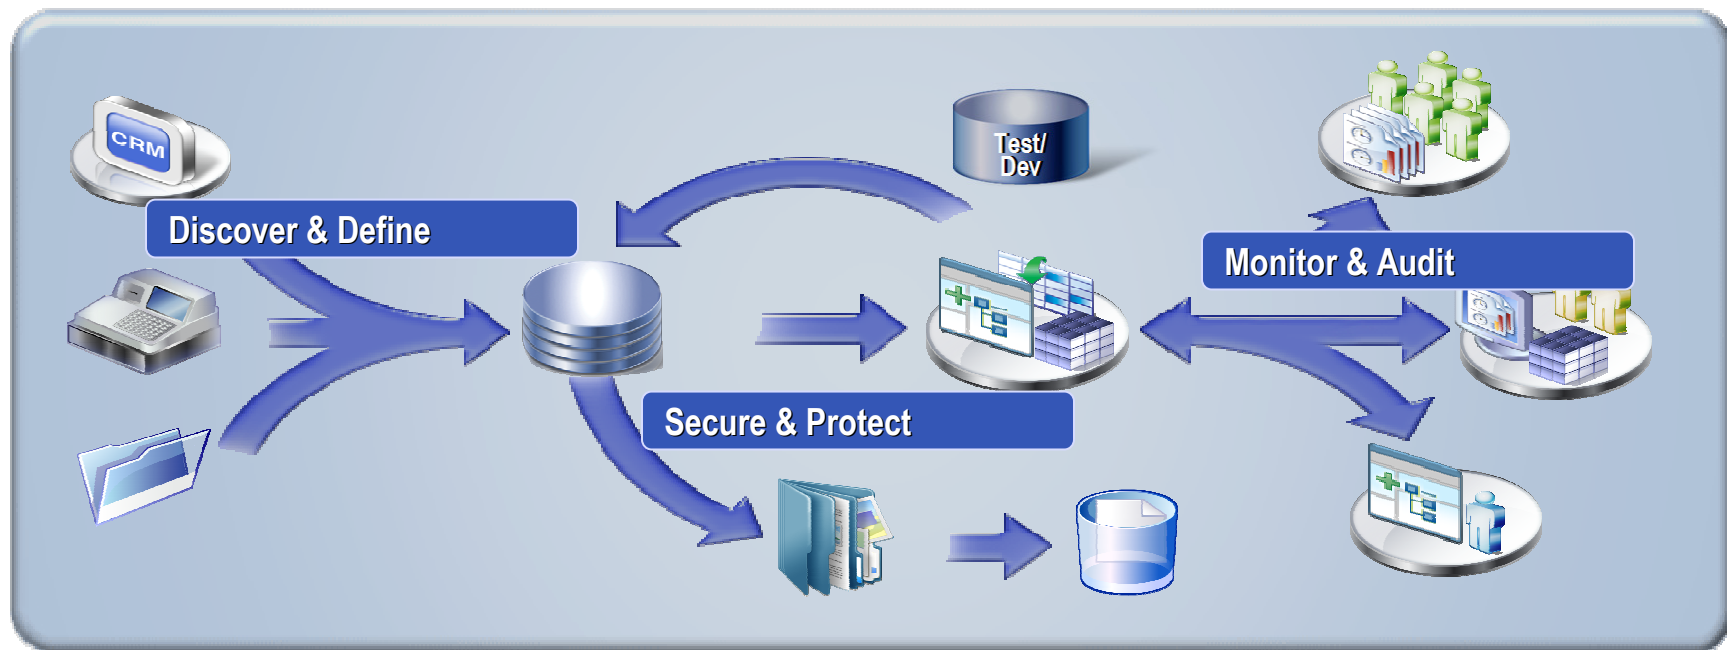 CRM
Test/
Dev
Discover & Define
Monitor & Audit
Secure & Protect